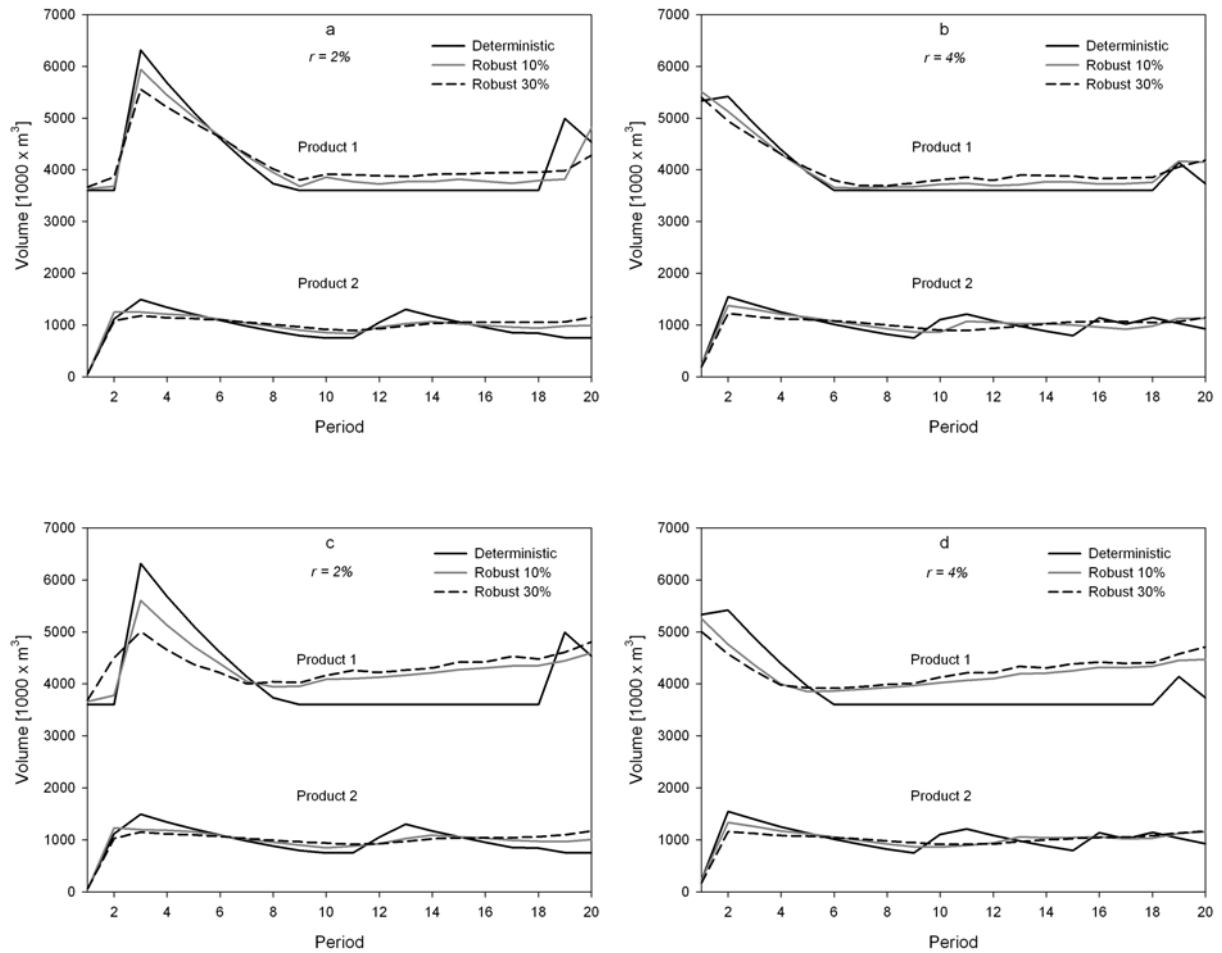 a
r = 2%
Deterministic
Robust 10%
Robust 30%
Product 1
Product 2
Volume [1000 x m³]
7000
6000
5000
4000
3000
2000
1000
0
2 4 6 8 10 12 14 16 18 20
Period
b
r = 4%
Deterministic
Robust 10%
Robust 30%
Product 1
Product 2
Volume [1000 x m³]
7000
6000
5000
4000
3000
2000
1000
0
2 4 6 8 10 12 14 16 18 20
Period
c
r = 2%
Deterministic
Robust 10%
Robust 30%
Product 1
Product 2
Volume [1000 x m³]
7000
6000
5000
4000
3000
2000
1000
0
2 4 6 8 10 12 14 16 18 20
Period
d
r = 4%
Deterministic
Robust 10%
Robust 30%
Product 1
Product 2
Volume [1000 x m³]
7000
6000
5000
4000
3000
2000
1000
0
2 4 6 8 10 12 14 16 18 20
Period